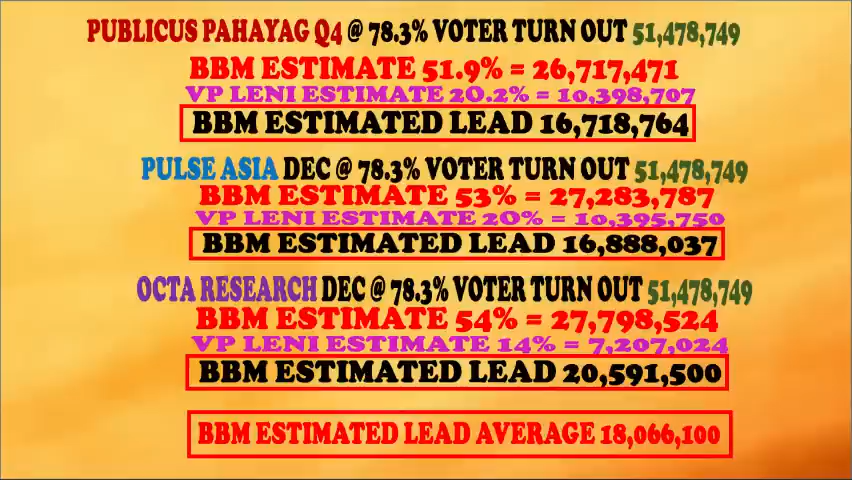 PUBLICUS PAHAYAG Q4 @ 78.3% VOTER TURN OUT 51,478,749
BBM ESTIMATE 51.9% = 26,717,471
VP LENI ESTIMATE 20.2% = 10,398,707
BBM ESTIMATED LEAD 16,718,764
PULSE ASIA DEC @ 78.3% VOTER TURN OUT 51,478,749
BBM ESTIMATE 53% = 27,283,787
VP LENI ESTIMATE 20% = 10,395,750
BBM ESTIMATED LEAD 16,888,037
OCTA RESEARCH DEC @ 78.3% VOTER TURN OUT 51,478,749
BBM ESTIMATE 54% = 27,798,524
VP LENI ESTIMATE 14% = 7,207,024
BBM ESTIMATED LEAD 20,591,500
BBM ESTIMATED LEAD AVERAGE 18,066,100